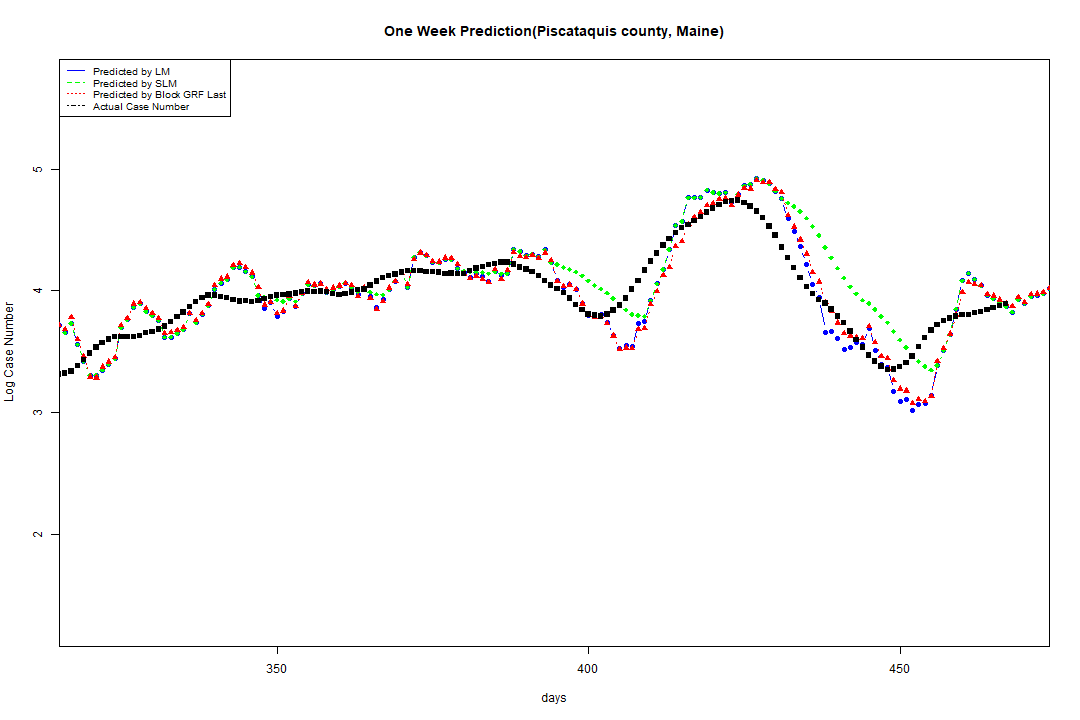 One Week Prediction(Piscataquis county, Maine)
Predicted by LM
Predicted by SLM
Predicted by Block GRF Last
Actual Case Number
5
4
3
2
Log Case Number
350 400 450
days